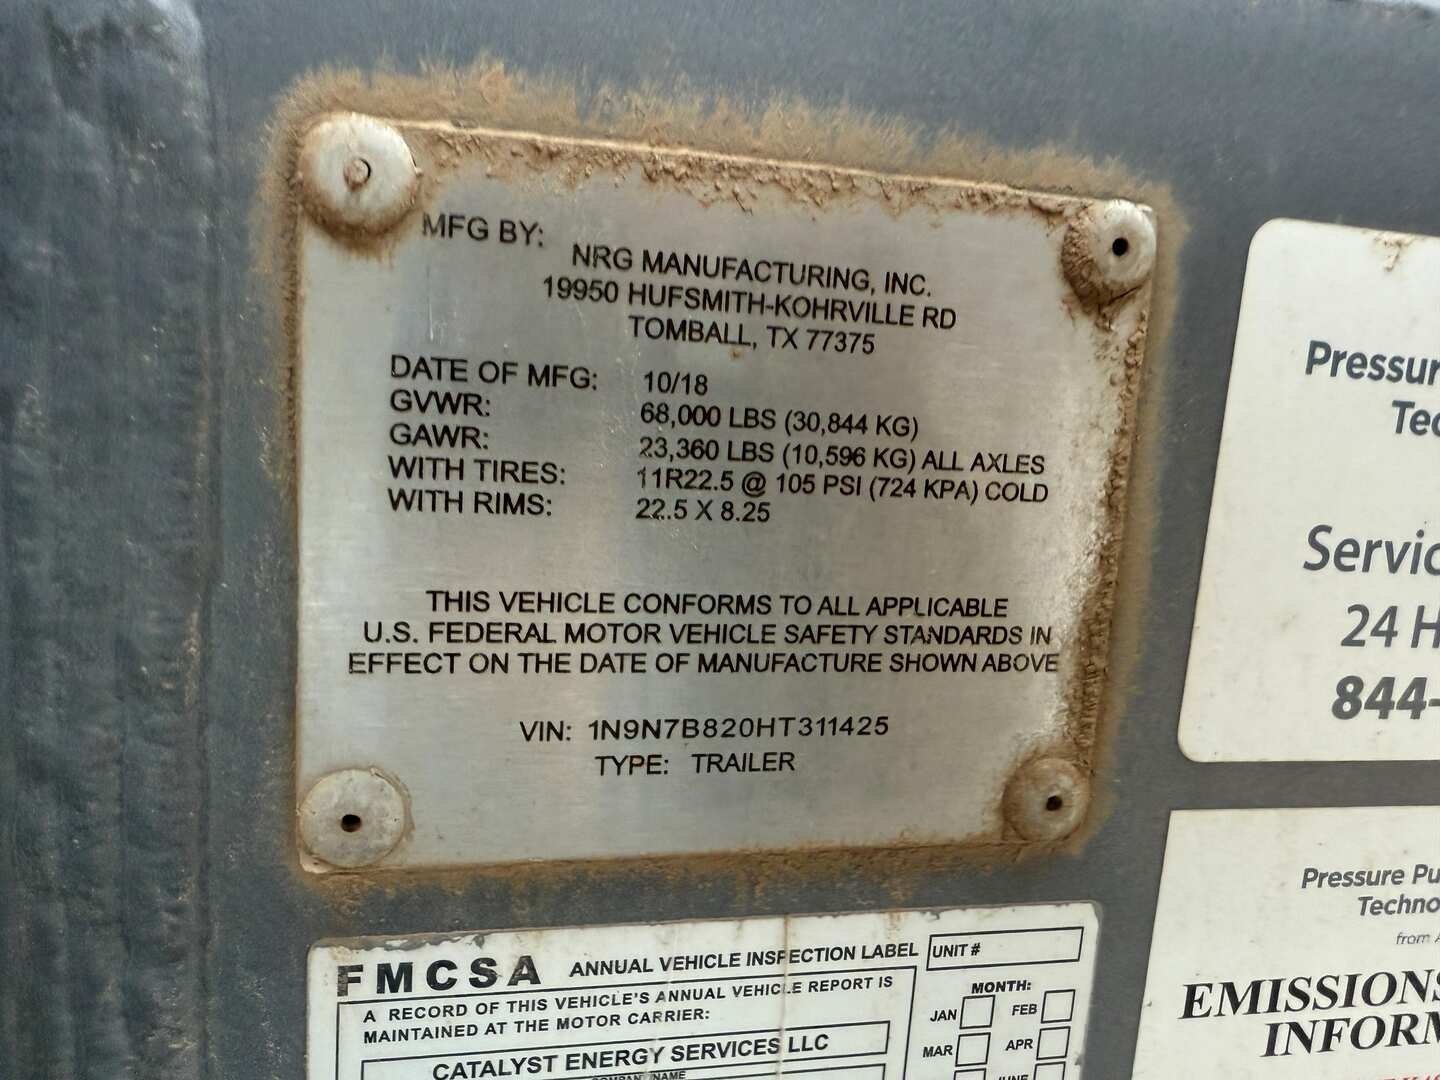 MFG BY:
NRG MANUFACTURING, INC.
19950 HUFSMITH-KOHRVILLE RD
TOMBALL, TX 77375
DATE OF MFG: 10/18
GVWR: 68,000 LBS (30,844 KG)
GAWR: 23,360 LBS (10,596 KG) ALL AXLES
WITH TIRES: 11R22.5 @ 105 PSI (724 KPA) COLD
WITH RIMS: 22.5 X 8.25
THIS VEHICLE CONFORMS TO ALL APPLICABLE
U.S. FEDERAL MOTOR VEHICLE SAFETY STANDARDS IN
EFFECT ON THE DATE OF MANUFACTURE SHOWN ABOVE
VIN: 1N9N7B820HT311425
TYPE: TRAILER
Pressur
Tec
Servic
24 H
844-
FMCSA ANNUAL VEHICLE INSPECTION LABEL UNIT #
A RECORD OF THIS VEHICLE'S ANNUAL VEHICLE REPORT IS
MAINTAINED AT THE MOTOR CARRIER:
CATALYST ENERGY SERVICES LLC
COMPANY NAME
MONTH:
JAN FEB
MAR APR
JUNE
Pressure Pu
Techno
from
EMISSIONS
INFORM